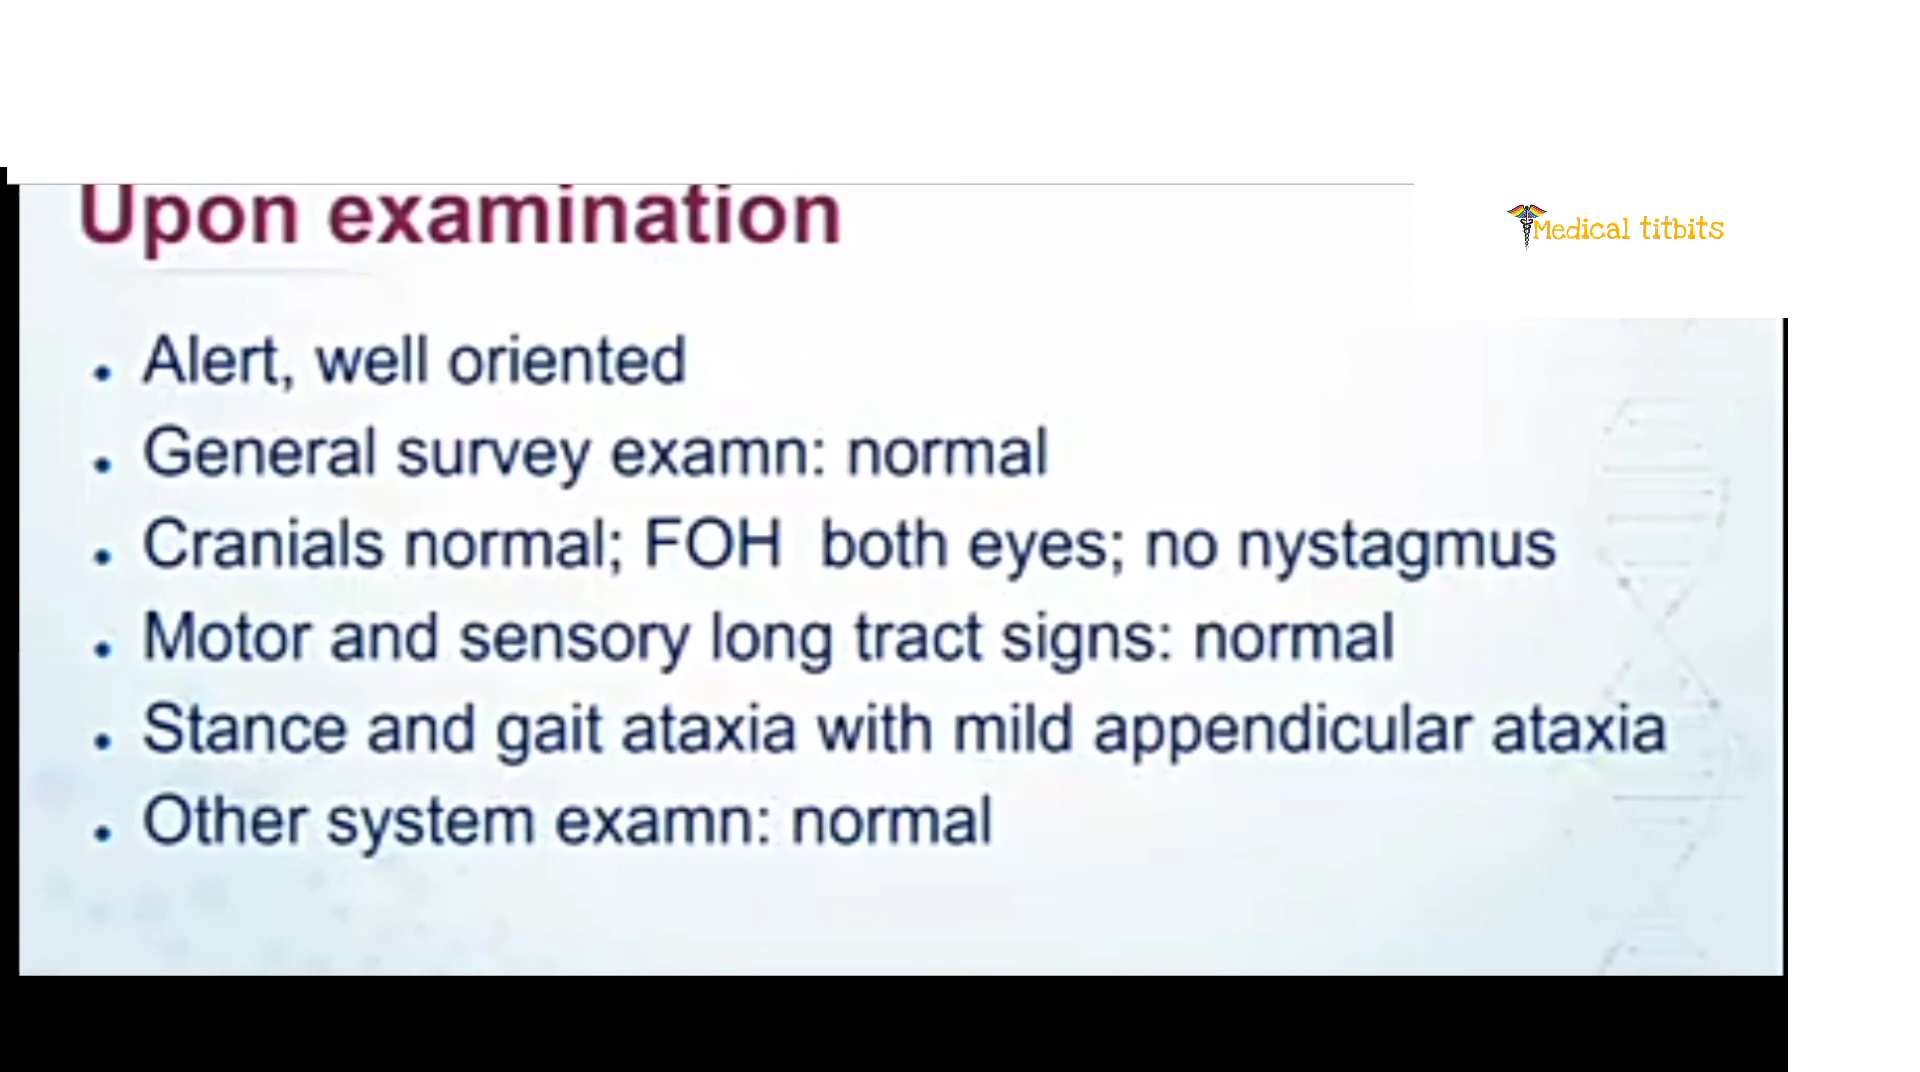 Upon examination
Medical titbits
• Alert, well oriented
• General survey examn: normal
• Cranials normal; FOH both eyes; no nystagmus
• Motor and sensory long tract signs: normal
• Stance and gait ataxia with mild appendicular ataxia
• Other system examn: normal